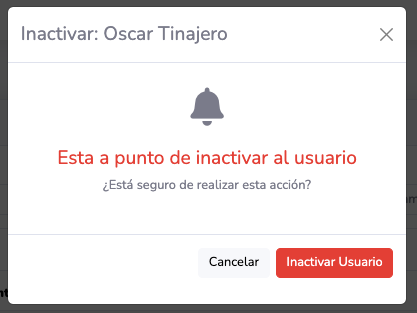 Inactivar: Oscar Tinajero
Esta a punto de inactivar al usuario
¿Está seguro de realizar esta acción?
Cancelar
Inactivar Usuario